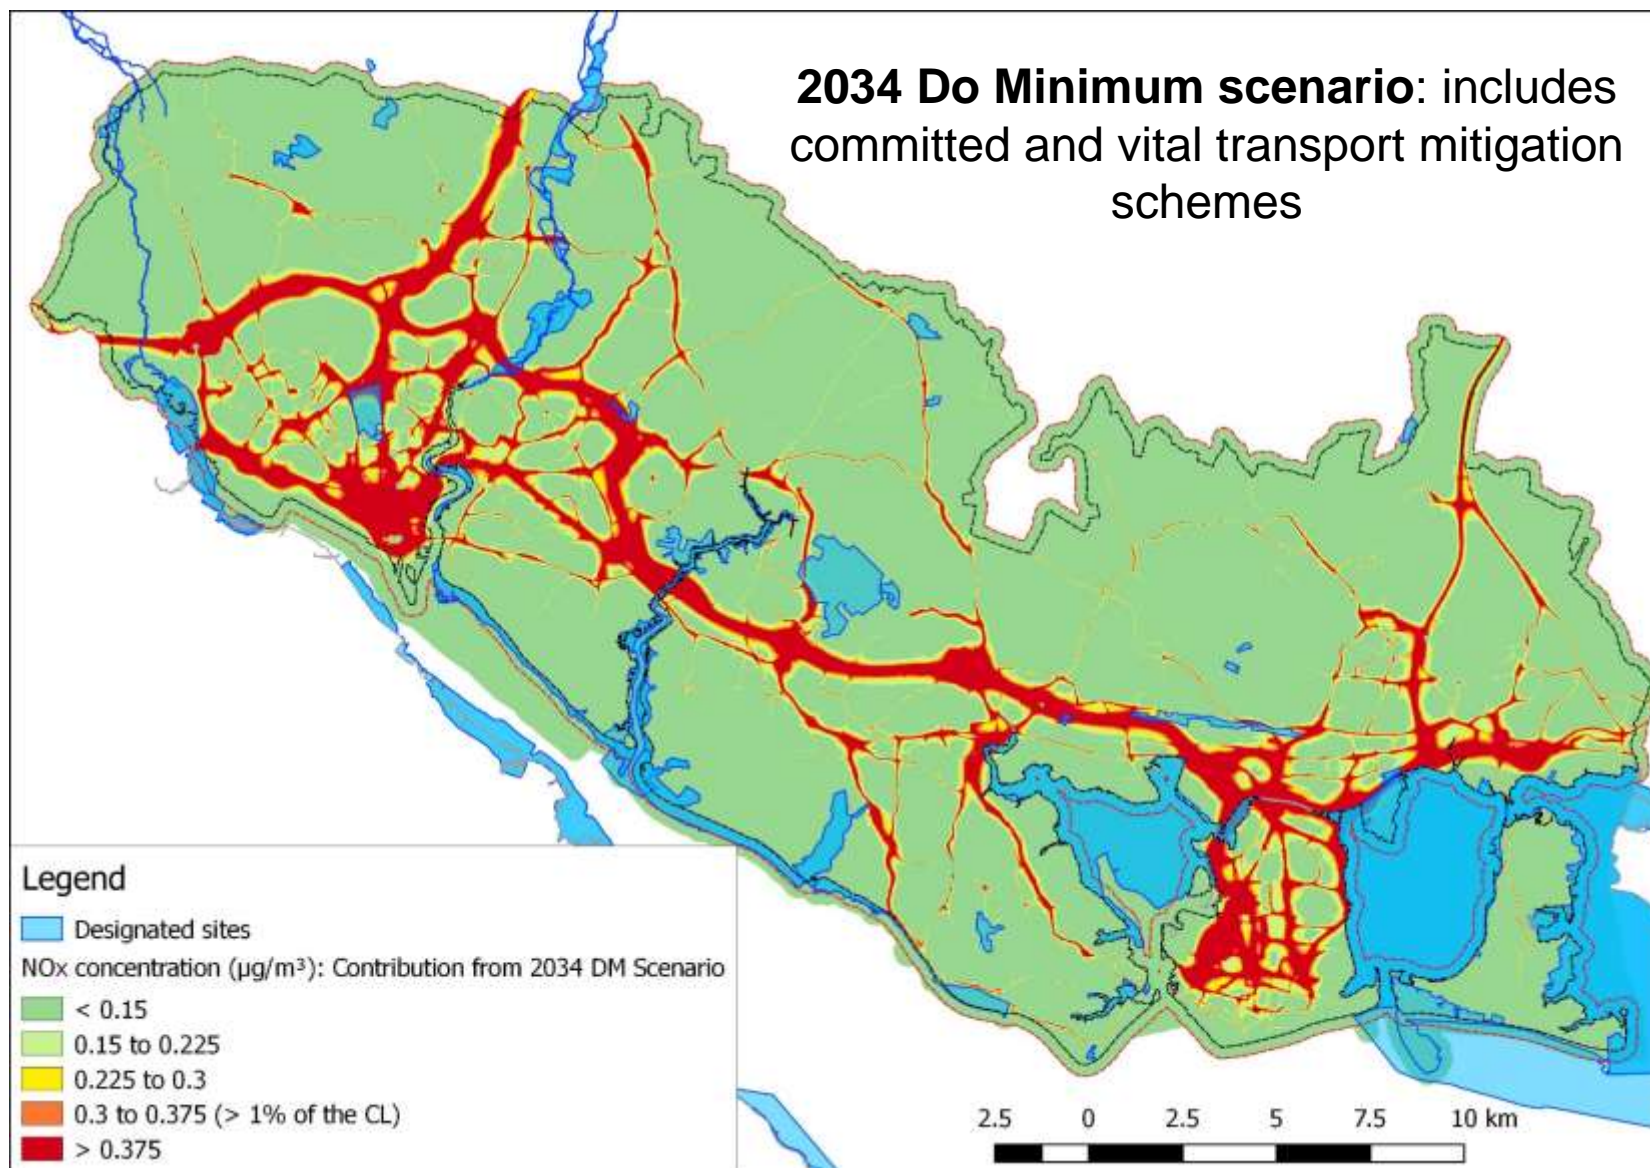 2034 Do Minimum scenario: includes
committed and vital transport mitigation
schemes
Legend
Designated sites
NOx concentration (µg/m³): Contribution from 2034 DM Scenario
< 0.15
0.15 to 0.225
0.225 to 0.3
0.3 to 0.375 (> 1% of the CL)
> 0.375
2.5 0 2.5 5 7.5 10 km